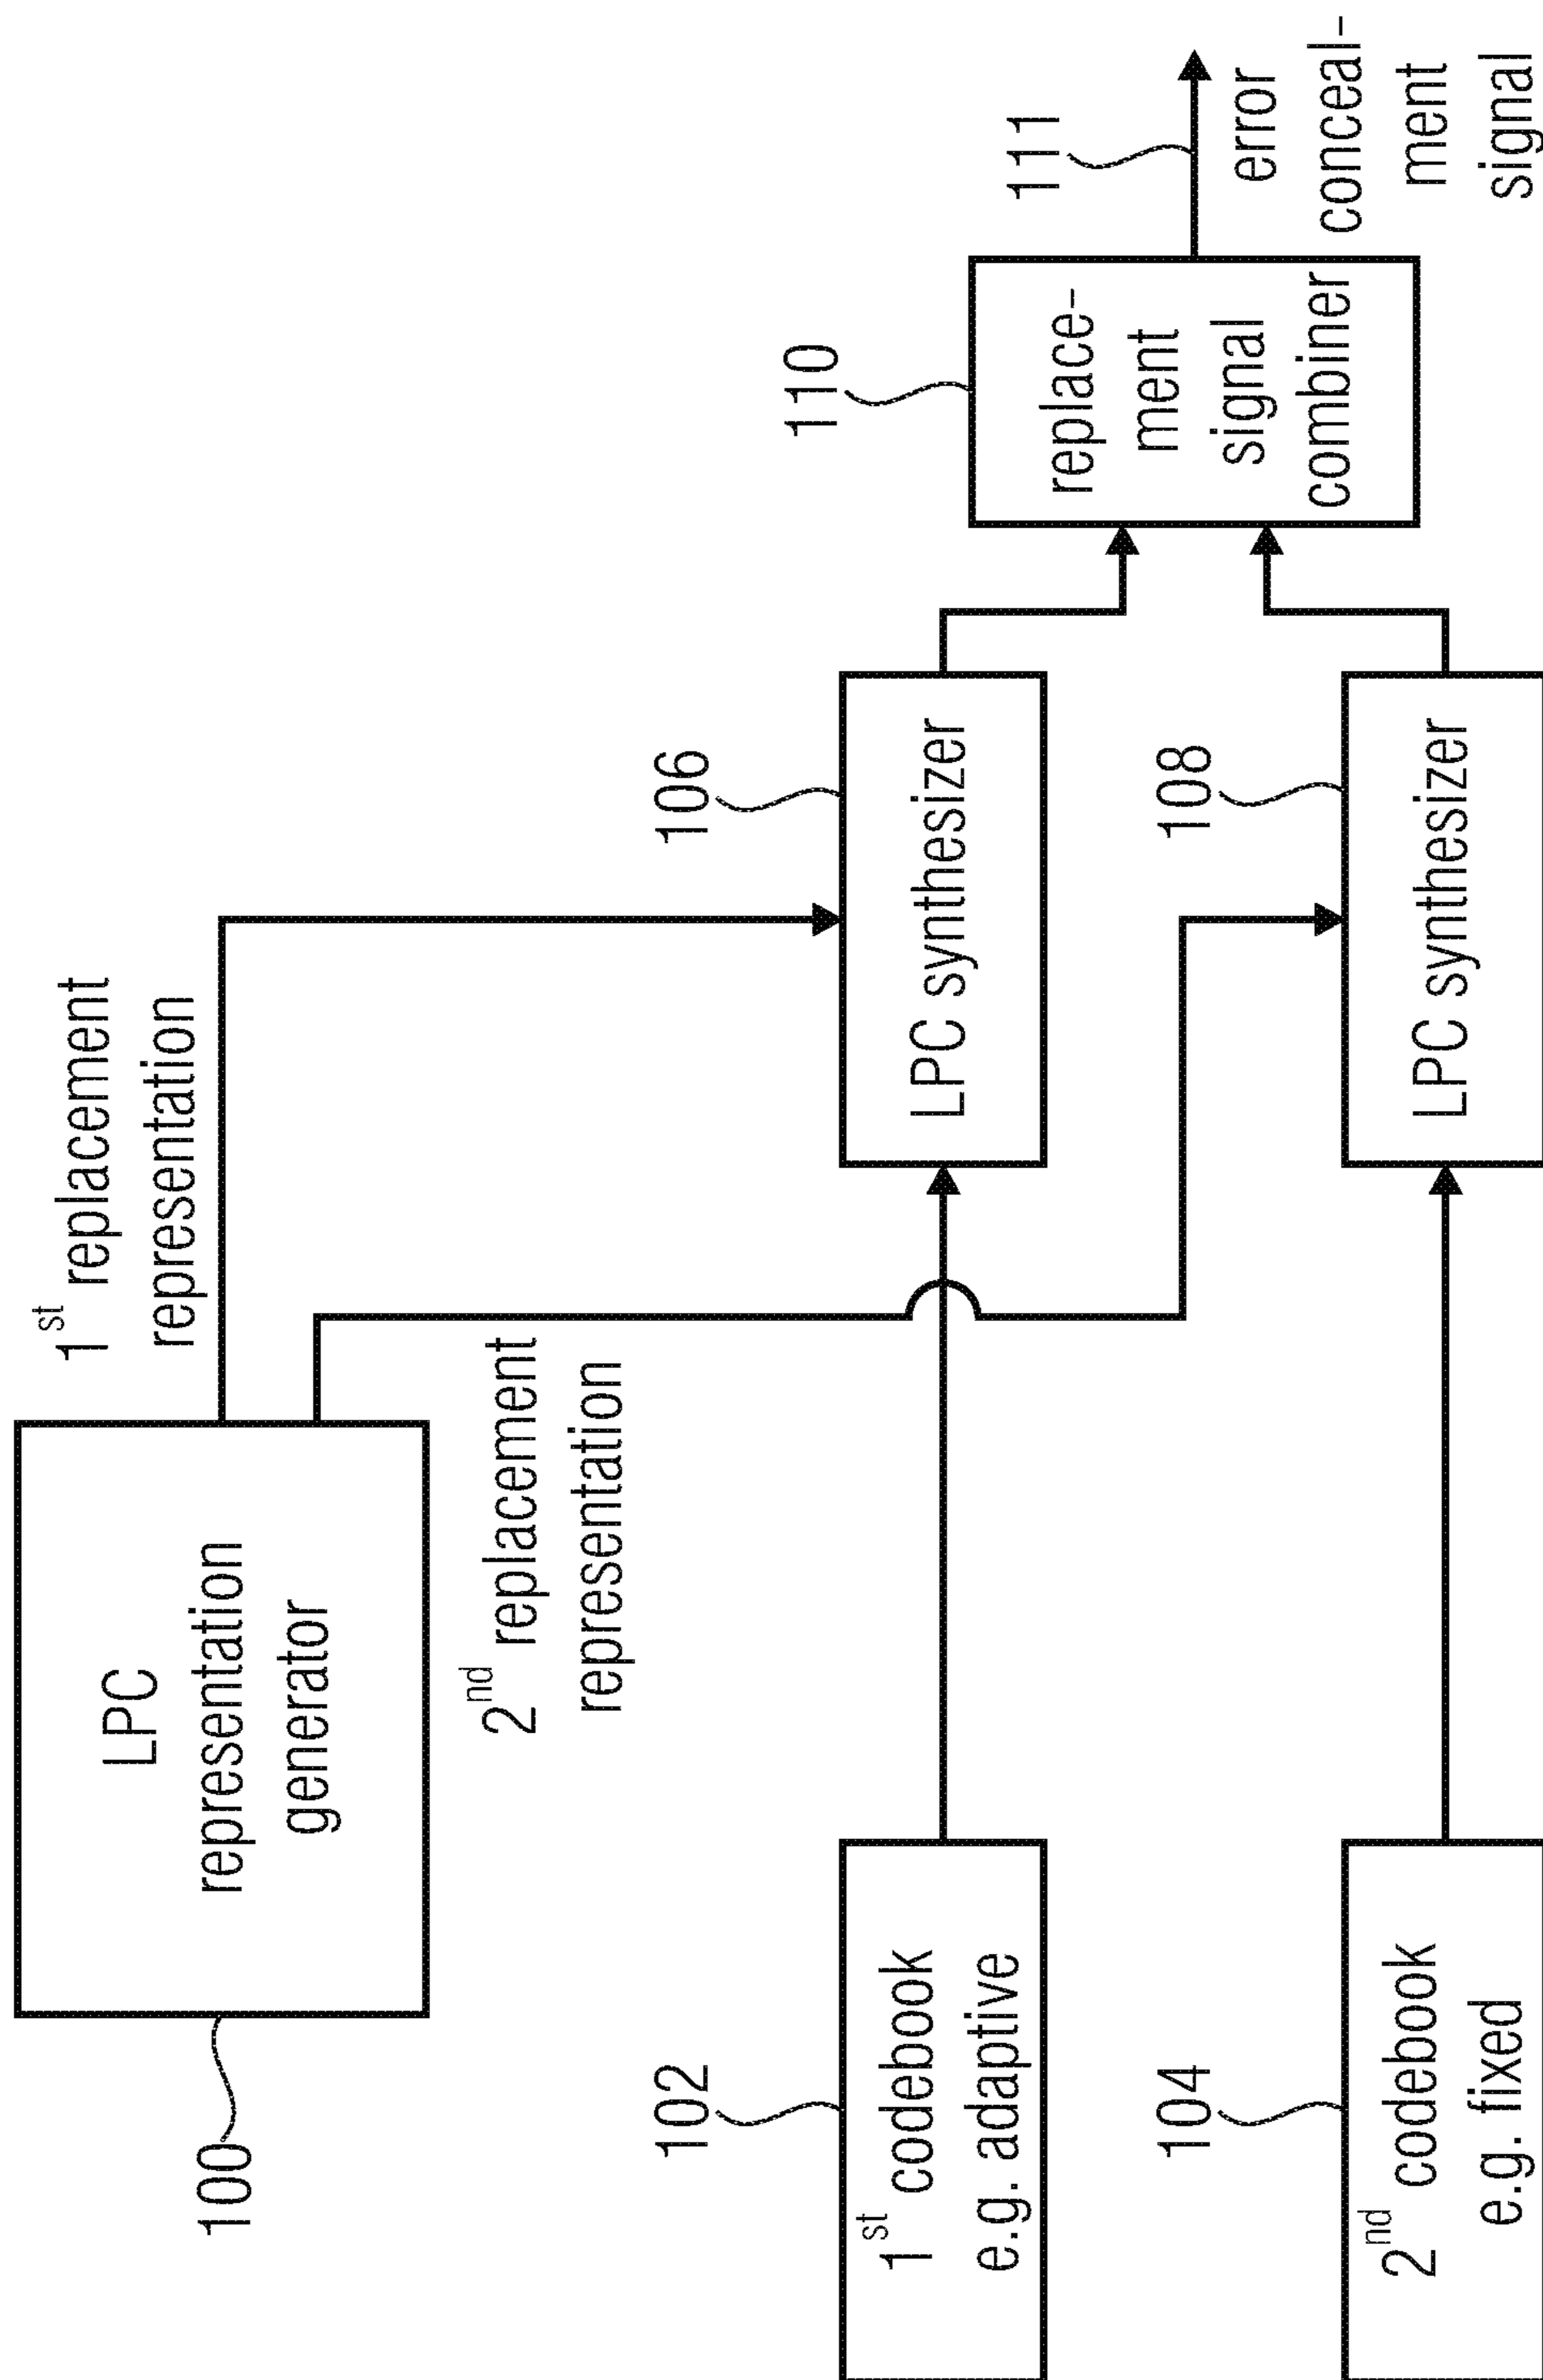 1st replacement
representation
LPC
representation
generator
100
2nd replacement
representation
102
1st codebook
e.g. adaptive
106
LPC synthesizer
110
replace-
ment
signal
combiner
111
error
conceal-
ment
signal
104
2nd codebook
e.g. fixed
108
LPC synthesizer